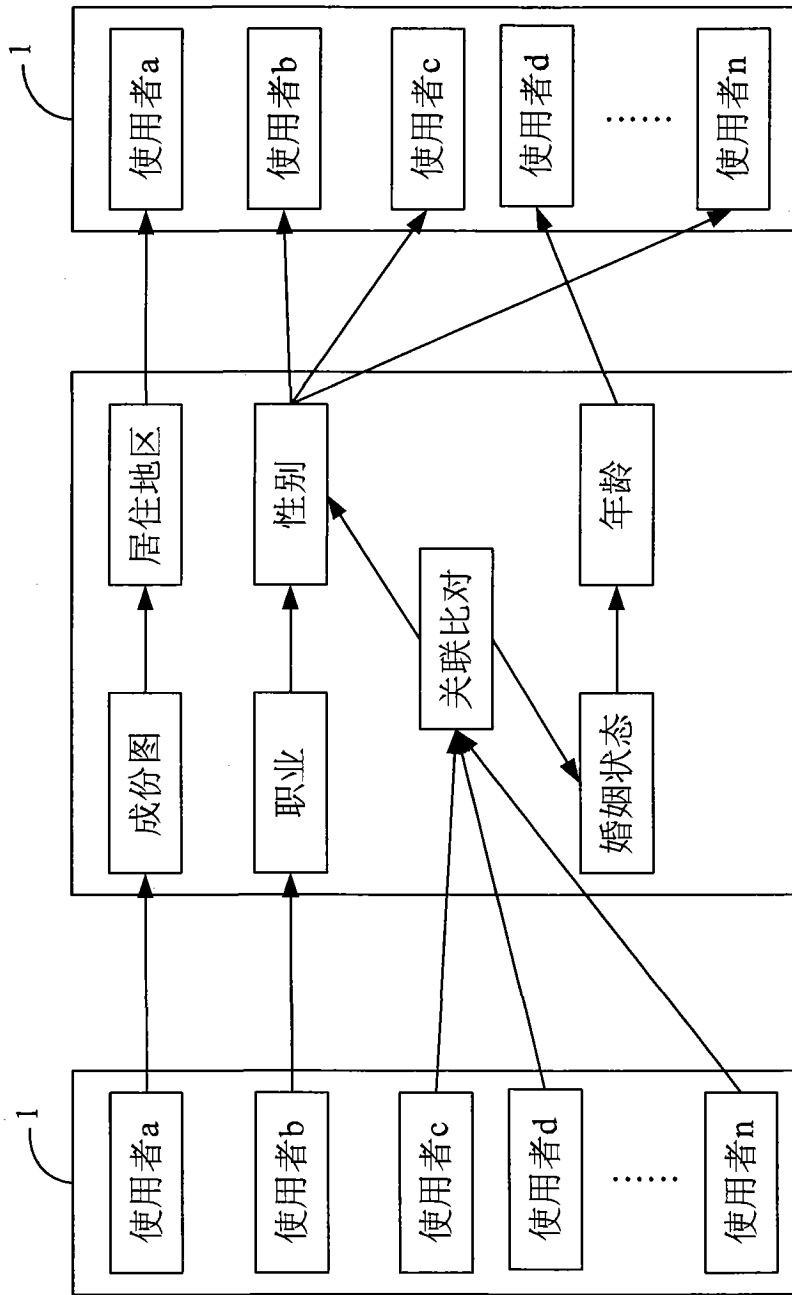 1
使用者a
使用者b
使用者c
使用者d
……
使用者n
成份图
居住地区
职业
性别
关联比对
婚姻状态
年龄
1
使用者a
使用者b
使用者c
使用者d
……
使用者n